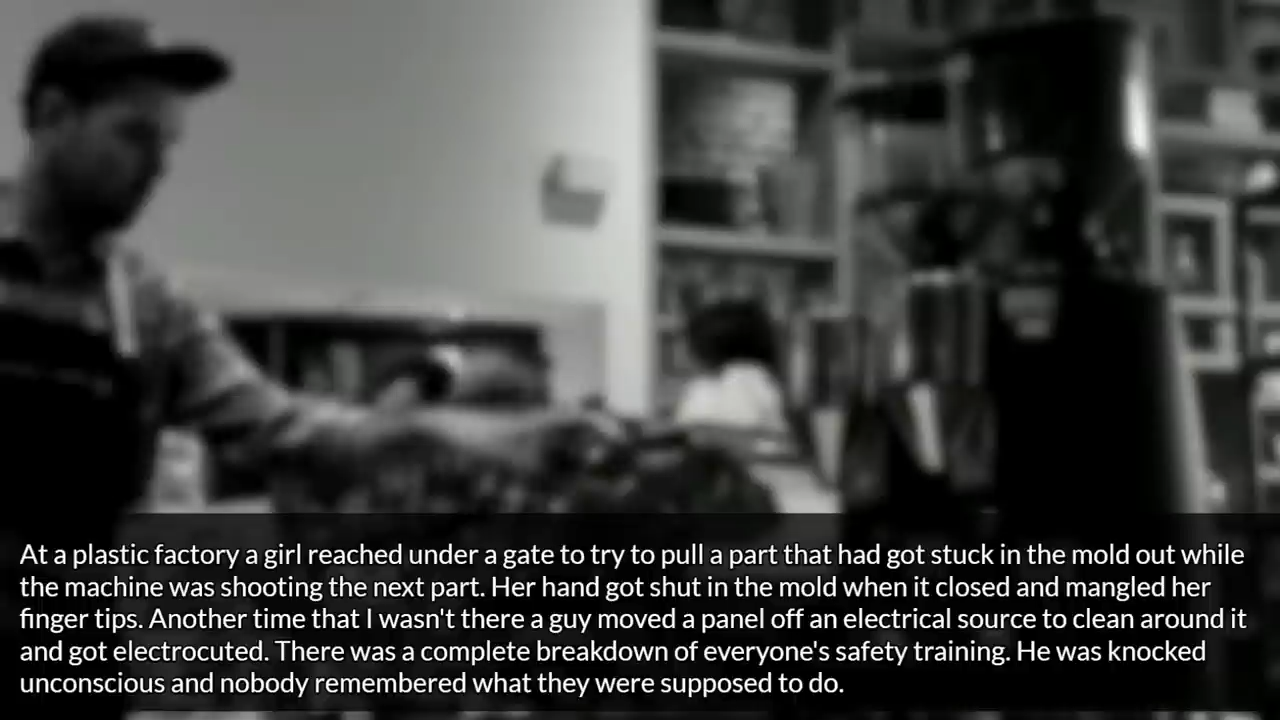 At a plastic factory a girl reached under a gate to try to pull a part that had got stuck in the mold out while
the machine was shooting the next part. Her hand got shut in the mold when it closed and mangled her
finger tips. Another time that I wasn't there a guy moved a panel off an electrical source to clean around it
and got electrocuted. There was a complete breakdown of everyone's safety training. He was knocked
unconscious and nobody remembered what they were supposed to do.